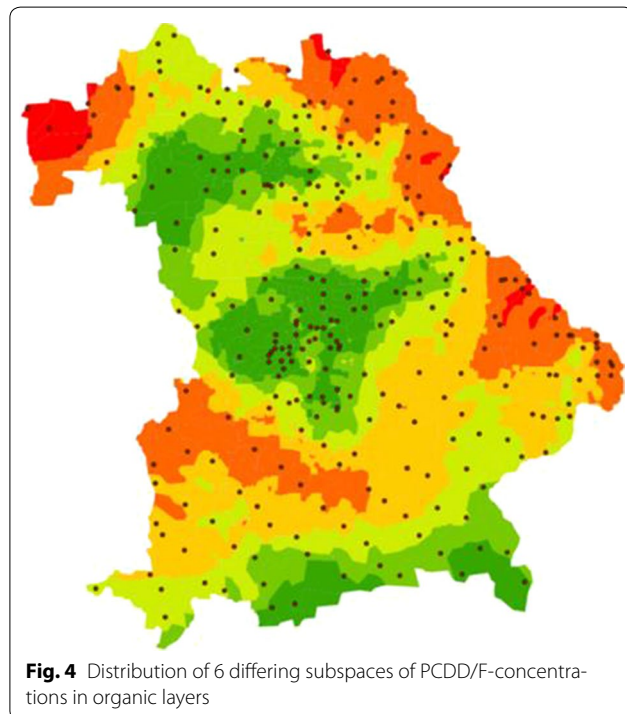 Fig. 4 Distribution of 6 differing subspaces of PCDD/F-concentra-
tions in organic layers